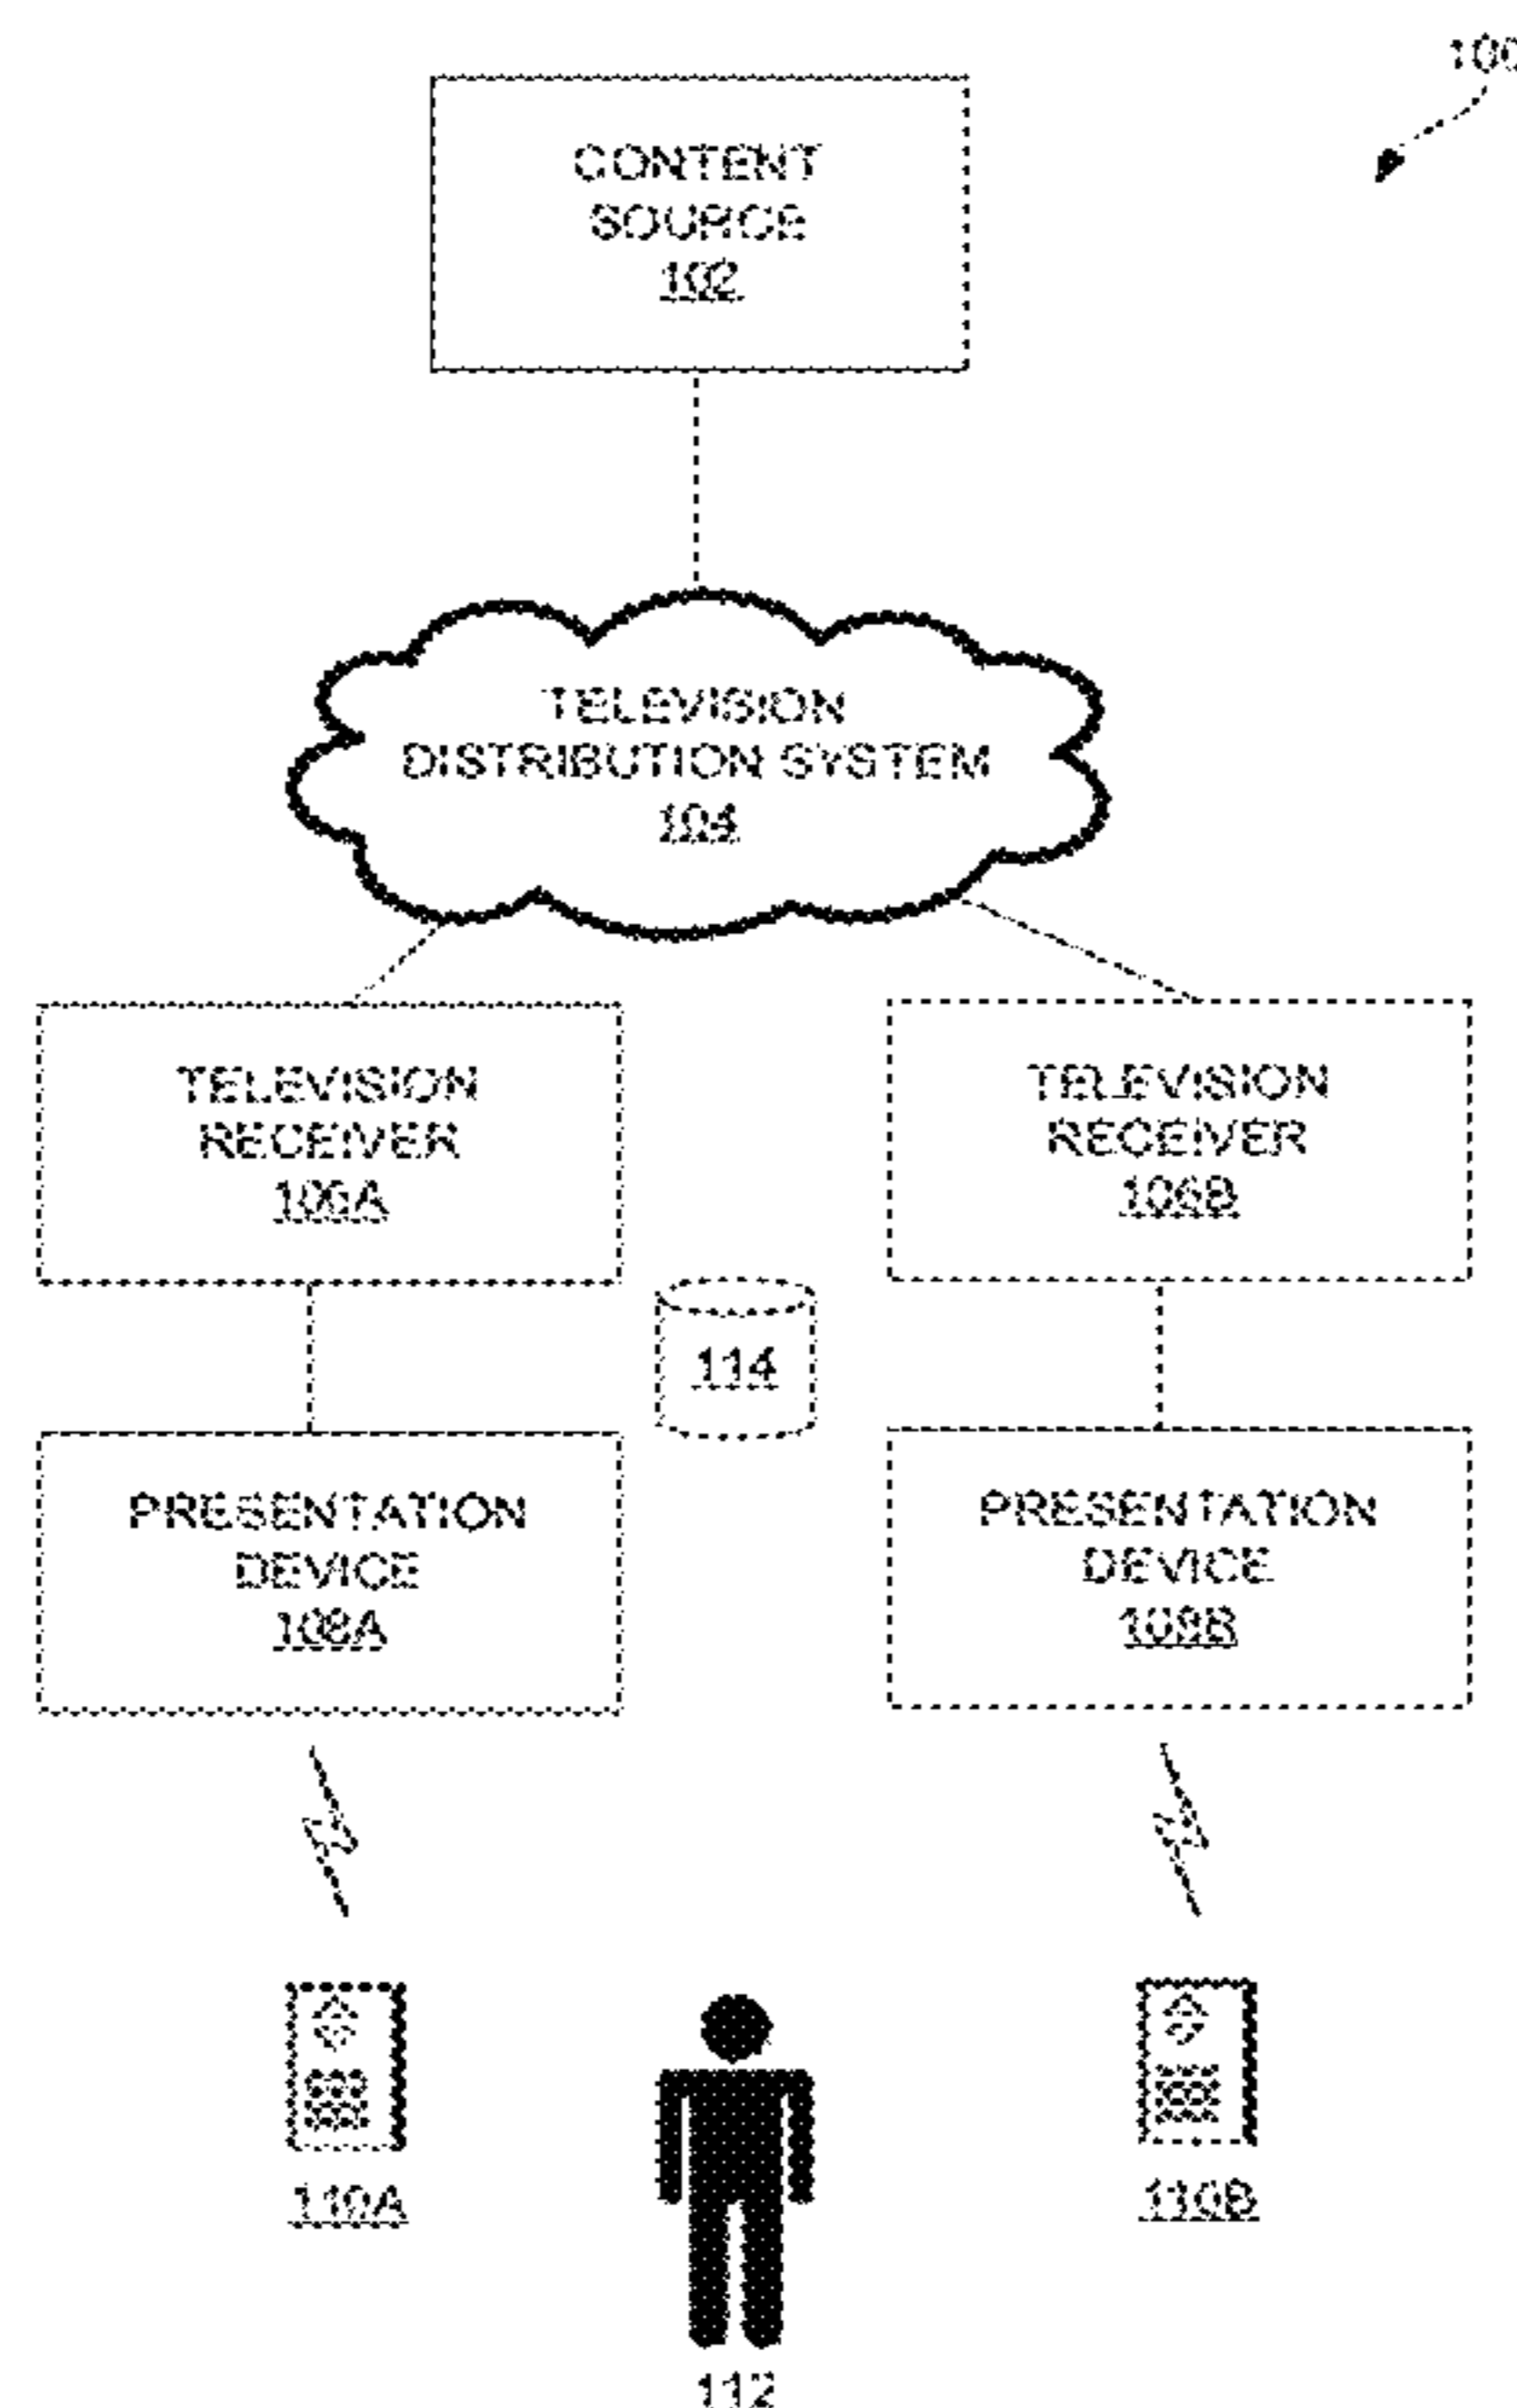 100
CONTENT
SOURCE
102
TELEVISION
DISTRIBUTION SYSTEM
104
TELEVISION
RECEIVER
106A
TELEVISION
RECEIVER
106B
114
PRESENTATION
DEVICE
108A
PRESENTATION
DEVICE
108B
110A
110B
112